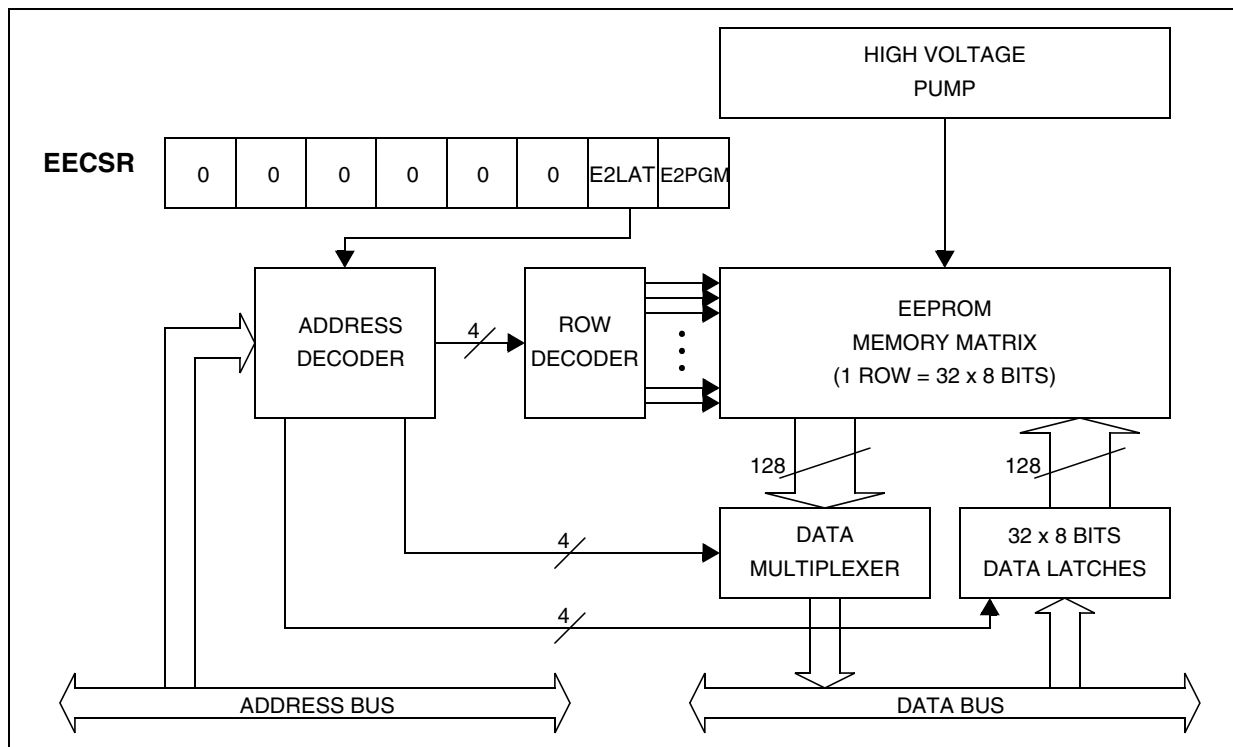 HIGH VOLTAGE
PUMP
EECSR
0 0 0 0 0 0 E2LAT E2PGM
ADDRESS
DECODER
4
ROW
DECODER
EEPROM
MEMORY MATRIX
(1 ROW = 32 x 8 BITS)
128
128
4
DATA
MULTIPLEXER
32 x 8 BITS
DATA LATCHES
4
ADDRESS BUS
DATA BUS